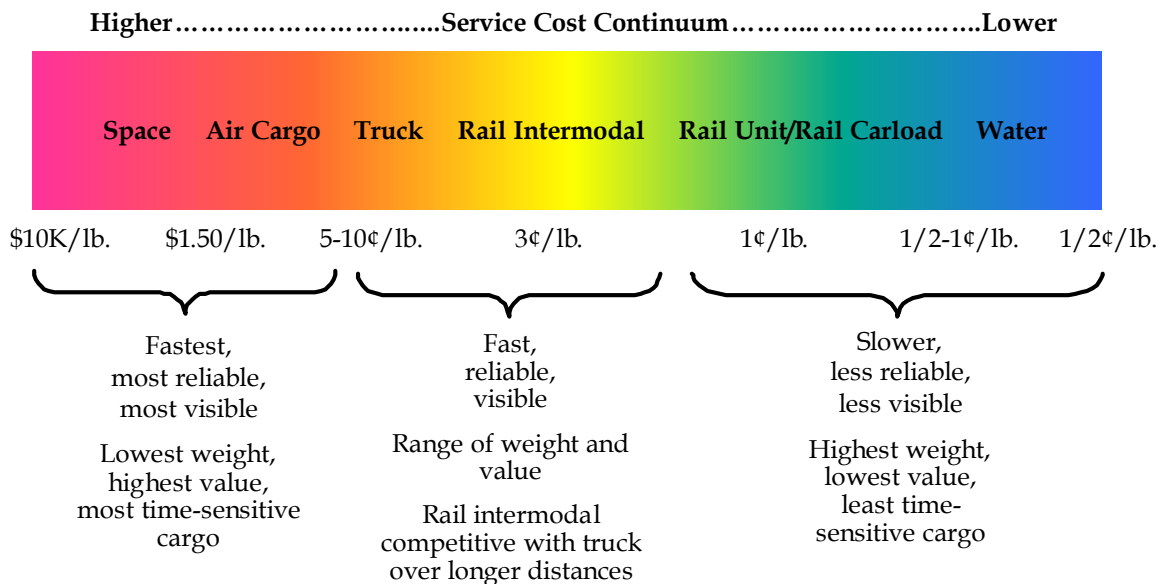 Higher…………………….....Service Cost Continuum………..………………..Lower
Space Air Cargo Truck Rail Intermodal Rail Unit/Rail Carload Water
$10K/lb. $1.50/lb. 5-10¢/lb. 3¢/lb. 1¢/lb. 1/2-1¢/lb. 1/2¢/lb.
Fastest,
most reliable,
most visible
Lowest weight,
highest value,
most time-sensitive
cargo
Fast,
reliable,
visible
Range of weight and
value
Rail intermodal
competitive with truck
over longer distances
Slower,
less reliable,
less visible
Highest weight,
lowest value,
least time-
sensitive cargo